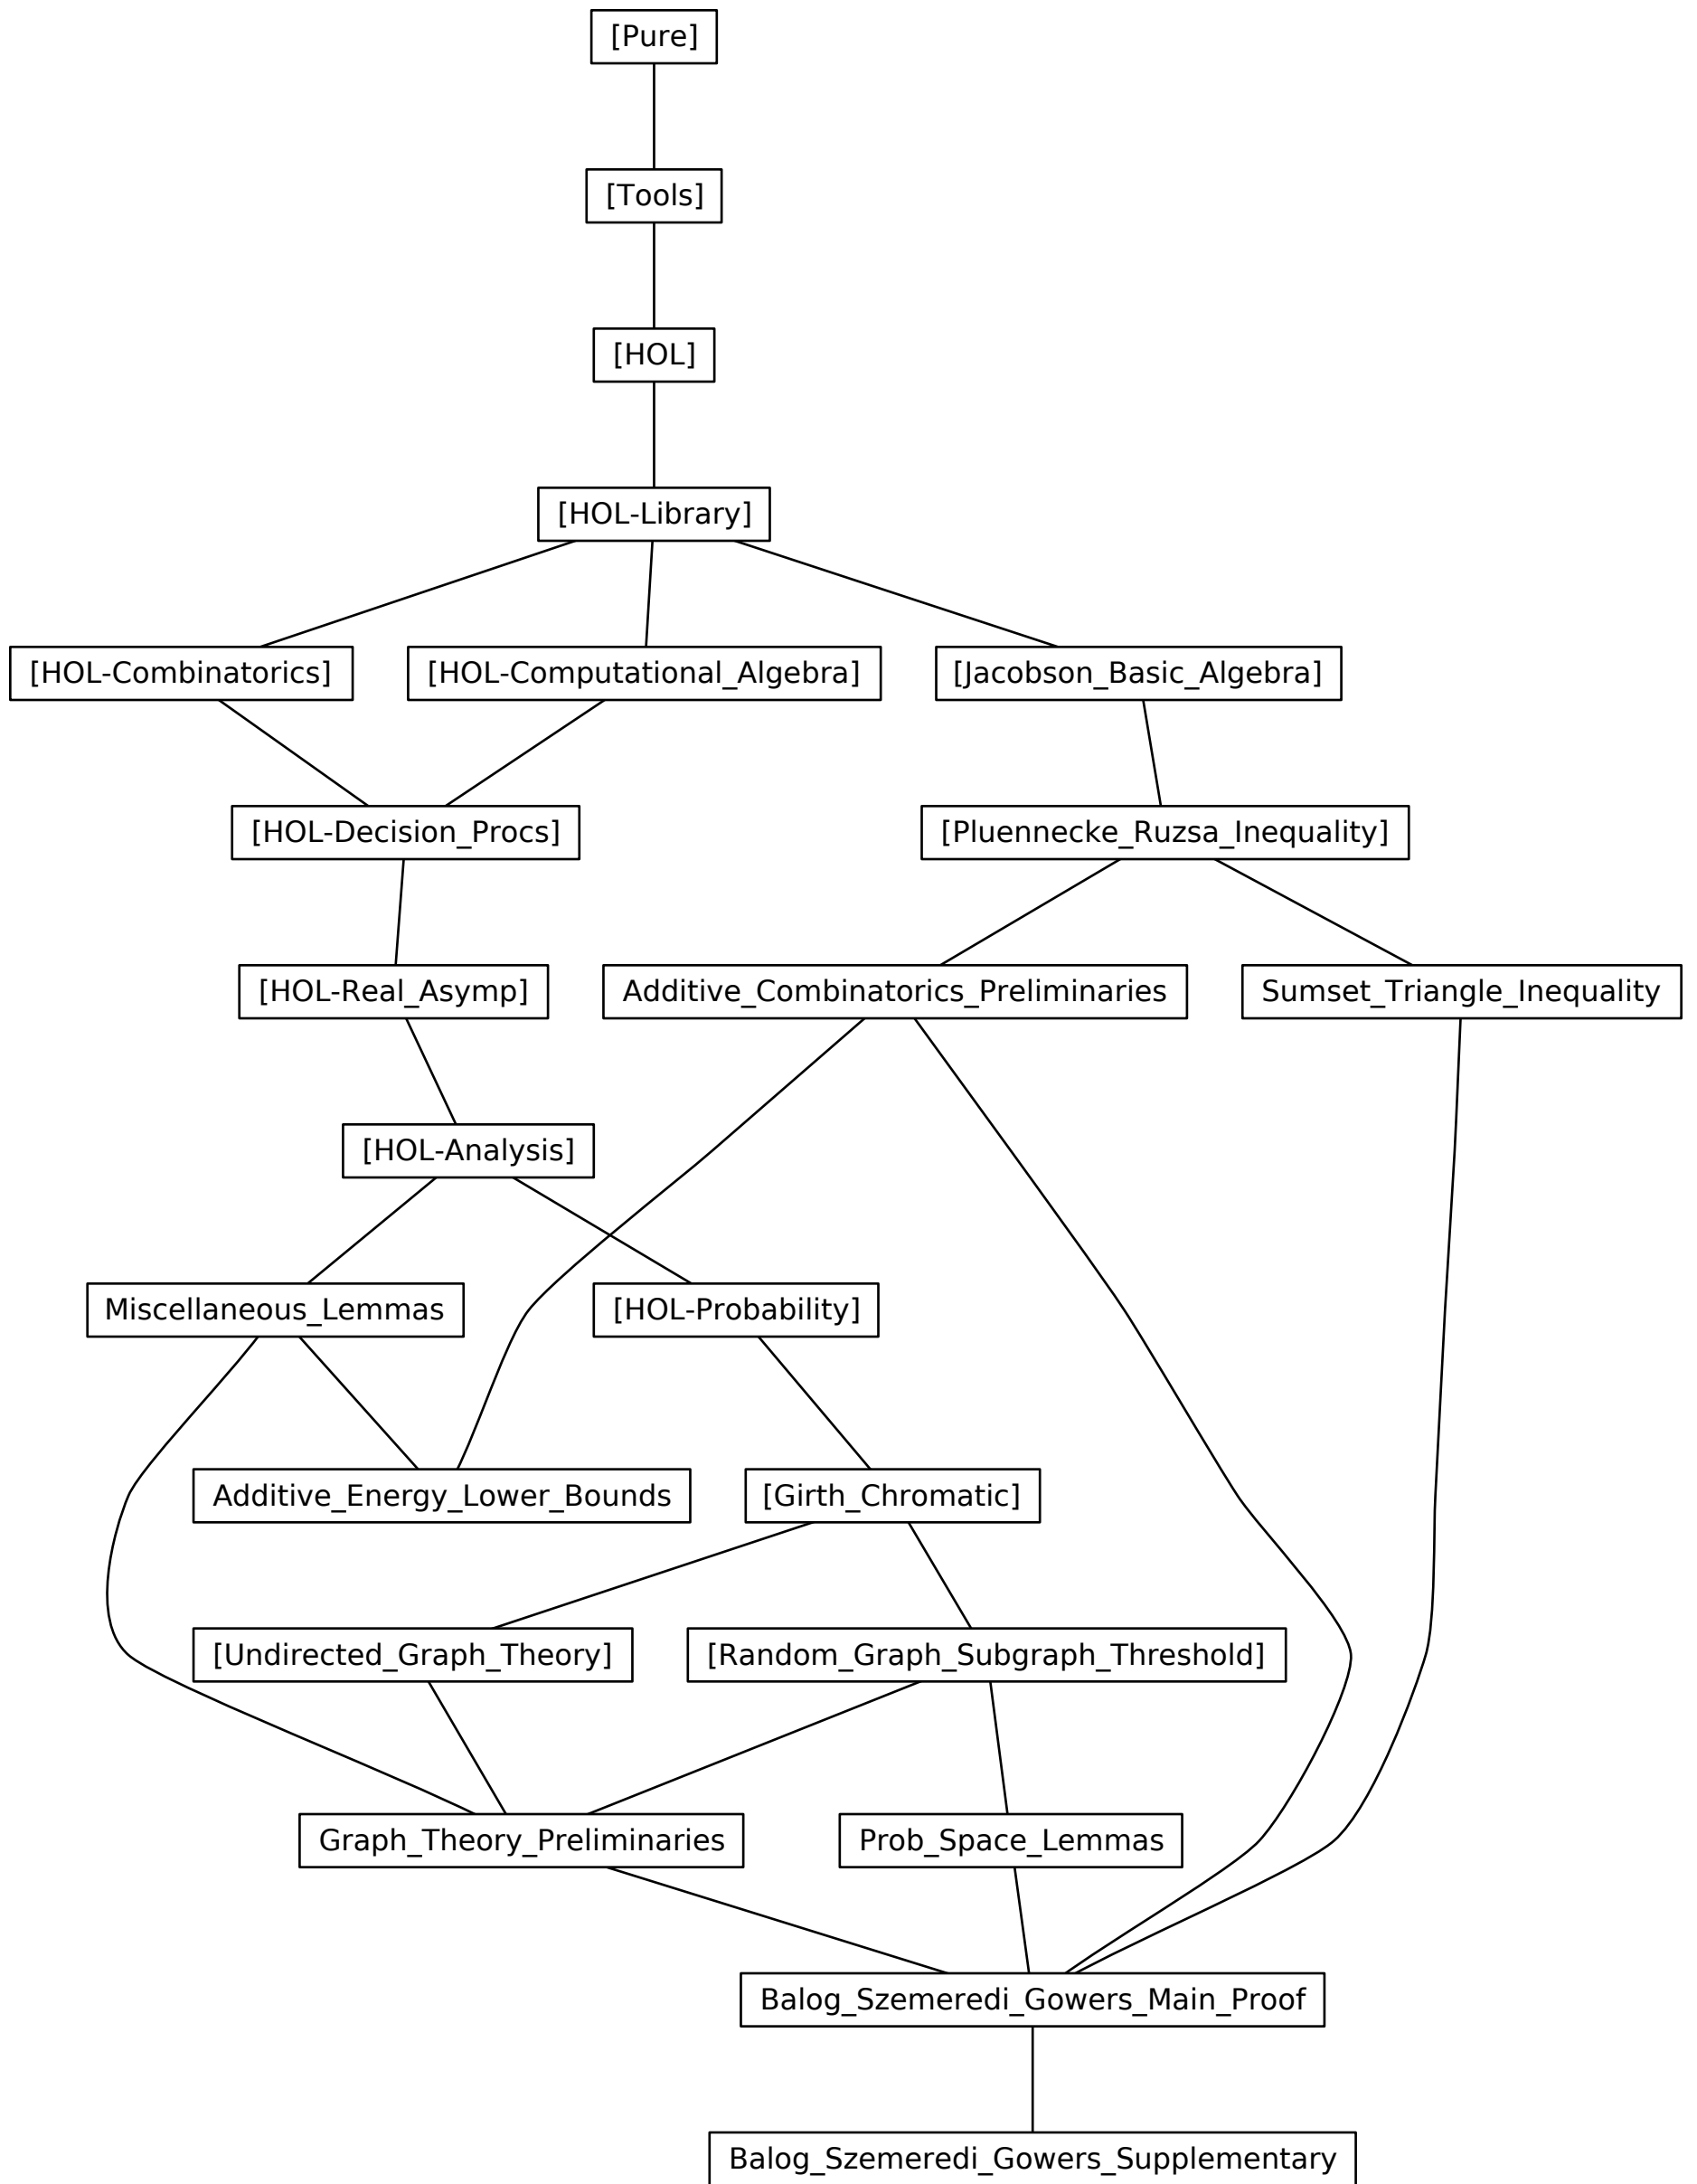 [Pure]
[Tools]
[HOL]
[HOL-Library]
[HOL-Combinatorics]
[HOL-Computational_Algebra]
[Jacobson_Basic_Algebra]
[HOL-Decision_Procs]
[Pluennecke_Ruzsa_Inequality]
[HOL-Real_Asymp]
Additive_Combinatorics_Preliminaries
Sumset_Triangle_Inequality
[HOL-Analysis]
Miscellaneous_Lemmas
[HOL-Probability]
Additive_Energy_Lower_Bounds
[Girth_Chromatic]
[Undirected_Graph_Theory]
[Random_Graph_Subgraph_Threshold]
Graph_Theory_Preliminaries
Prob_Space_Lemmas
Balog_Szemeredi_Gowers_Main_Proof
Balog_Szemeredi_Gowers_Supplementary